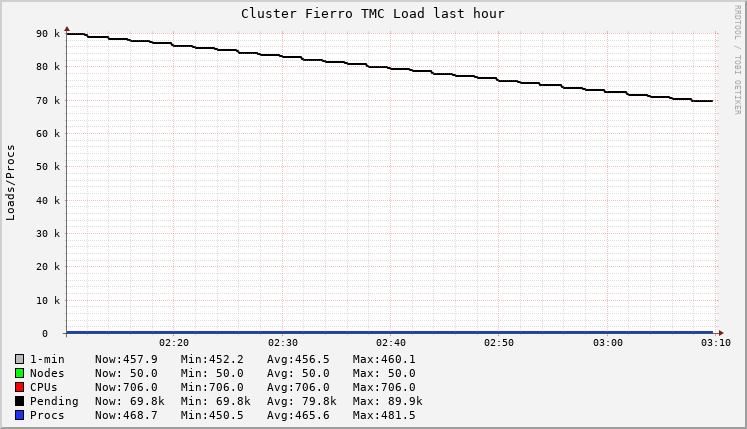 Cluster Fierro TMC Load last hour
RRDTOOL / TOBI OETIKER
Loads/Procs
90 k
80 k
70 k
60 k
50 k
40 k
30 k
20 k
10 k
0
02:20 02:30 02:40 02:50 03:00 03:10
1-min Now:457.9 Min:452.2 Avg:456.5 Max:460.1
Nodes Now: 50.0 Min: 50.0 Avg: 50.0 Max: 50.0
CPUs Now:706.0 Min:706.0 Avg:706.0 Max:706.0
Pending Now: 69.8k Min: 69.8k Avg: 79.8k Max: 89.9k
Procs Now:468.7 Min:450.5 Avg:465.6 Max:481.5